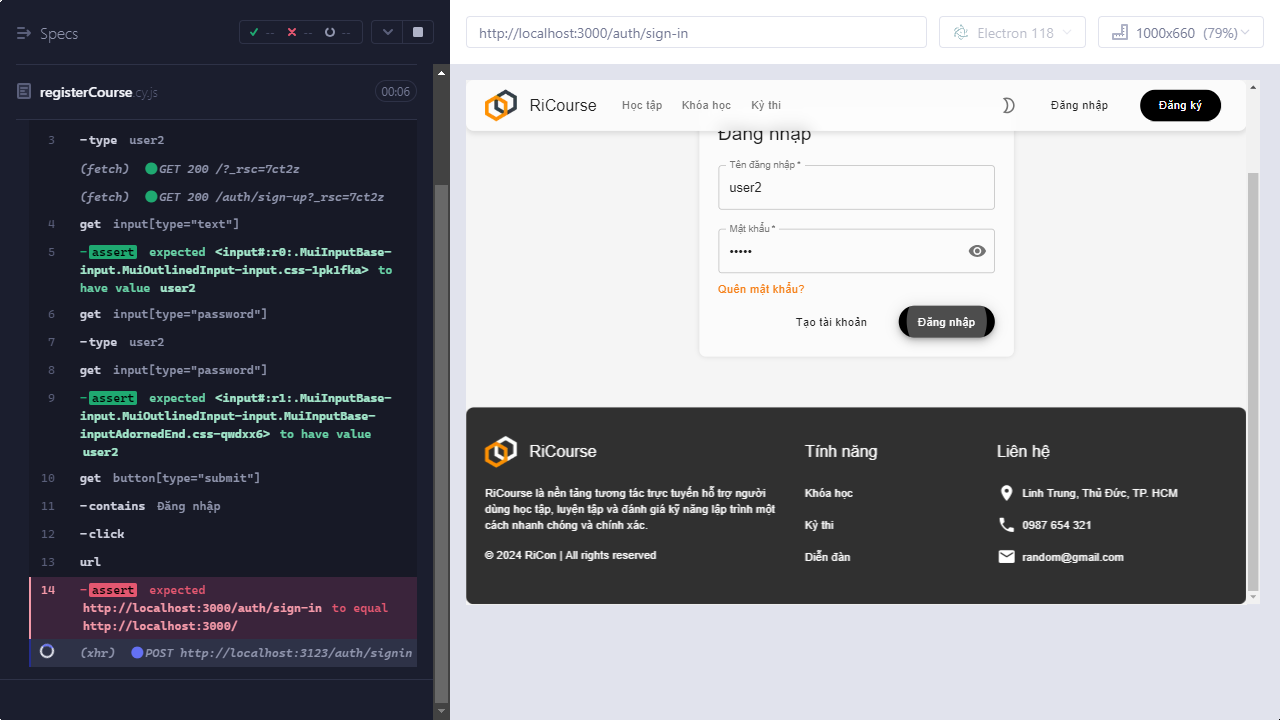 Specs
-- -- --
registerCourse.cy.js
00:06
3 -type user2
(fetch) GET 200 /?_rsc=7ct2z
(fetch) GET 200 /auth/sign-up?_rsc=7ct2z
4 get input[type="text"]
5 -assert expected <input#:r0:.MuiInputBase-
input.MuiOutlinedInput-input.css-1pk1fka> to
have value user2
6 get input[type="password"]
7 -type user2
8 get input[type="password"]
9 -assert expected <input#:r1:.MuiInputBase-
input.MuiOutlinedInput-input.MuiInputBase-
inputAdornedEnd.css-qwdxx6> to have value
user2
10 get button[type="submit"]
11 -contains Đăng nhập
12 -click
13 url
14 -assert expected
http://localhost:3000/auth/sign-in to equal
http://localhost:3000/
(xhr) POST http://localhost:3123/auth/signin
http://localhost:3000/auth/sign-in
Electron 118
1000x660 (79%)
RiCourse
Học tập
Khóa học
Kỳ thi
Đăng nhập
Đăng ký
Đăng nhập
Tên đăng nhập *
user2
Mật khẩu *
•••••
Quên mật khẩu?
Tạo tài khoản
Đăng nhập
RiCourse
RiCourse là nền tảng tương tác trực tuyến hỗ trợ người
dùng học tập, luyện tập và đánh giá kỹ năng lập trình một
cách nhanh chóng và chính xác.
© 2024 RiCon | All rights reserved
Tính năng
Khóa học
Kỳ thi
Diễn đàn
Liên hệ
Linh Trung, Thủ Đức, TP. HCM
0987 654 321
random@gmail.com